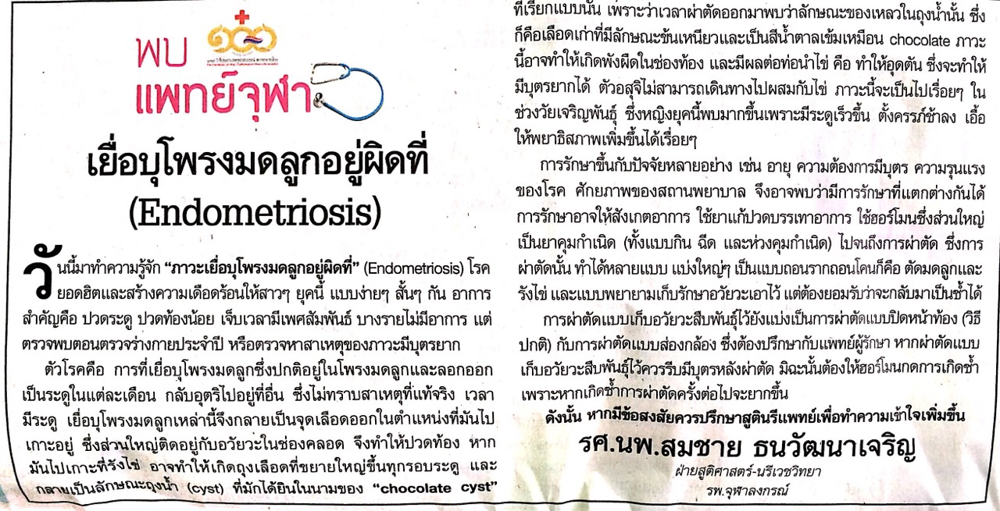 พบ
แพทย์จุฬา
เยื่อบุโพรงมดลูกอยู่ผิดที่
(Endometriosis)
วันนี้มาทำความรู้จัก “ภาวะเยื่อบุโพรงมดลูกอยู่ผิดที่” (Endometriosis) โรค
ยอดฮิตและสร้างความเดือดร้อนให้สาวๆ ยุคนี้ แบบง่ายๆ สั้นๆ กัน อาการ
สำคัญคือ ปวดระดู ปวดท้องน้อย เจ็บเวลามีเพศสัมพันธ์ บางรายไม่มีอาการ แต่
ตรวจพบตอนตรวจร่างกายประจำปี หรือตรวจหาสาเหตุของภาวะมีบุตรยาก
ตัวโรคคือ การที่เยื่อบุโพรงมดลูกซึ่งปกติอยู่ในโพรงมดลูกและลอกออก
เป็นระดูในแต่ละเดือน กลับอุตริไปอยู่ที่อื่น ซึ่งไม่ทราบสาเหตุที่แท้จริง เวลา
มีระดู เยื่อบุโพรงมดลูกเหล่านี้จึงกลายเป็นจุดเลือดออกในตำแหน่งที่มันไป
เกาะอยู่ ซึ่งส่วนใหญ่ติดอยู่กับอวัยวะในช่องคลอด จึงทำให้ปวดท้อง หาก
มันไปเกาะที่รังไข่ อาจทำให้เกิดถุงเลือดที่ขยายใหญ่ขึ้นทุกรอบระดู และ
กลายเป็นลักษณะถุงน้ำ (cyst) ที่มักได้ยินในนามของ “chocolate cyst”
ที่เรียกแบบนั้น เพราะว่าเวลาผ่าตัดออกมาพบว่าลักษณะของเหลวในถุงน้ำนั้น ซึ่ง
ก็คือเลือดเก่าที่มีลักษณะข้นเหนียวและเป็นสีน้ำตาลเข้มเหมือน chocolate ภาวะ
นี้อาจทำให้เกิดพังผืดในช่องท้อง และมีผลต่อท่อนำไข่ คือ ทำให้อุดตัน ซึ่งจะทำให้
มีบุตรยากได้ ตัวอสุจิไม่สามารถเดินทางไปผสมกับไข่ ภาวะนี้จะเป็นไปเรื่อยๆ ใน
ช่วงวัยเจริญพันธุ์ ซึ่งหญิงยุคนี้พบมากขึ้นเพราะมีระดูเร็วขึ้น ตั้งครรภ์ช้าลง เอื้อ
ให้พยาธิสภาพเพิ่มขึ้นได้เรื่อยๆ
การรักษาขึ้นกับปัจจัยหลายอย่าง เช่น อายุ ความต้องการมีบุตร ความรุนแรง
ของโรค ศักยภาพของสถานพยาบาล จึงอาจพบว่ามีการรักษาที่แตกต่างกันได้
การรักษาอาจให้สังเกตอาการ ใช้ยาแก้ปวดบรรเทาอาการ ใช้ฮอร์โมนซึ่งส่วนใหญ่
เป็นยาคุมกำเนิด (ทั้งแบบกิน ฉีด และห่วงคุมกำเนิด) ไปจนถึงการผ่าตัด ซึ่งการ
ผ่าตัดนั้น ทำได้หลายแบบ แบ่งใหญ่ๆ เป็นแบบถอนรากถอนโคนก็คือ ตัดมดลูกและ
รังไข่ และแบบพยายามเก็บรักษาอวัยวะเอาไว้ แต่ต้องยอมรับว่าจะกลับมาเป็นซ้ำได้
การผ่าตัดแบบเก็บอวัยวะสืบพันธุ์ไว้ยังแบ่งเป็นการผ่าตัดแบบปิดหน้าท้อง (วิธี
ปกติ) กับการผ่าตัดแบบส่องกล้อง ซึ่งต้องปรึกษากับแพทย์ผู้รักษา หากผ่าตัดแบบ
เก็บอวัยวะสืบพันธุ์ไว้ควรรีบมีบุตรหลังผ่าตัด มิฉะนั้นต้องให้ฮอร์โมนกดการเกิดซ้ำ
เพราะหากเกิดซ้ำการผ่าตัดครั้งต่อไปจะยากขึ้น
ดังนั้น หากมีข้อสงสัยควรปรึกษาสูตินรีแพทย์เพื่อทำความเข้าใจเพิ่มขึ้น
รศ.นพ.สมชาย ธนวัฒนาเจริญ
ฝ่ายสูติศาสตร์-นรีเวชวิทยา
รพ.จุฬาลงกรณ์